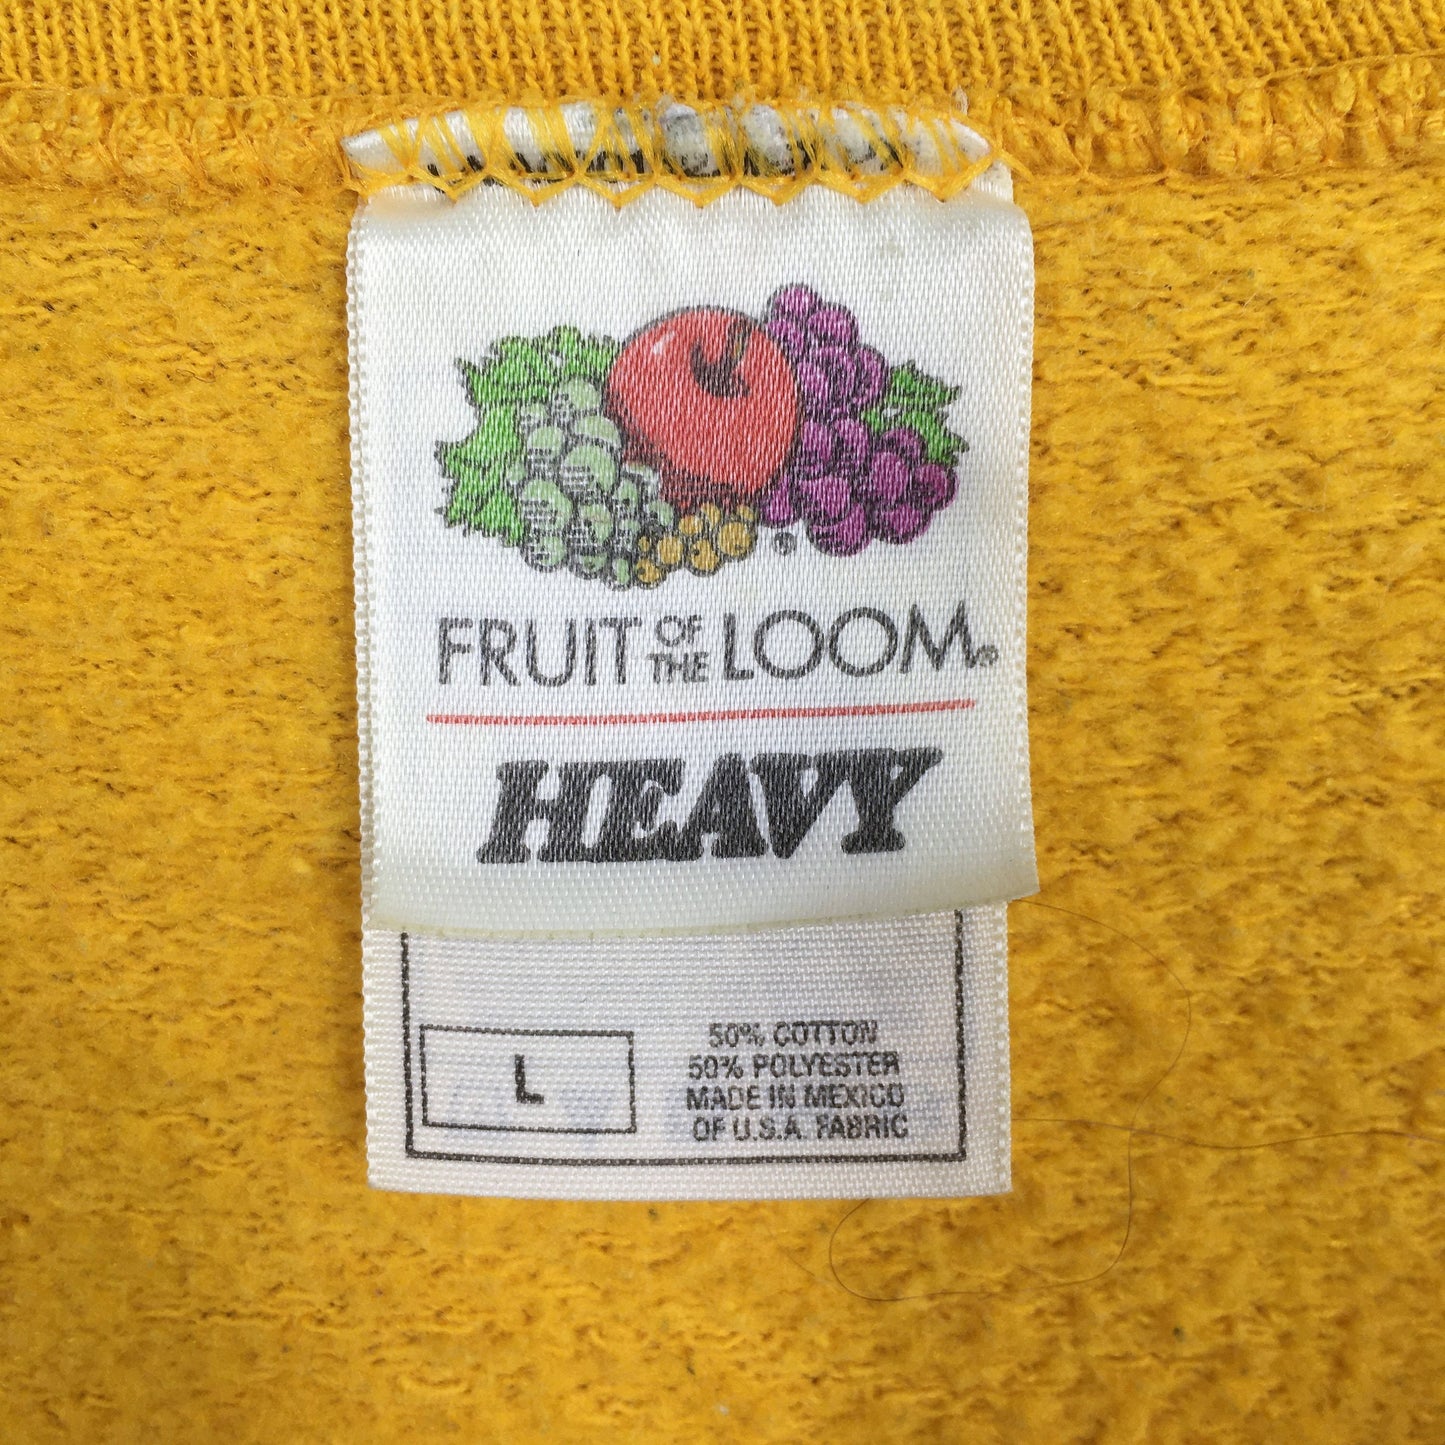 ®
FRUIT OF THE LOOM®
HEAVY
L
50% COTTON
50% POLYESTER
MADE IN MEXICO
OF U.S.A. FABRIC